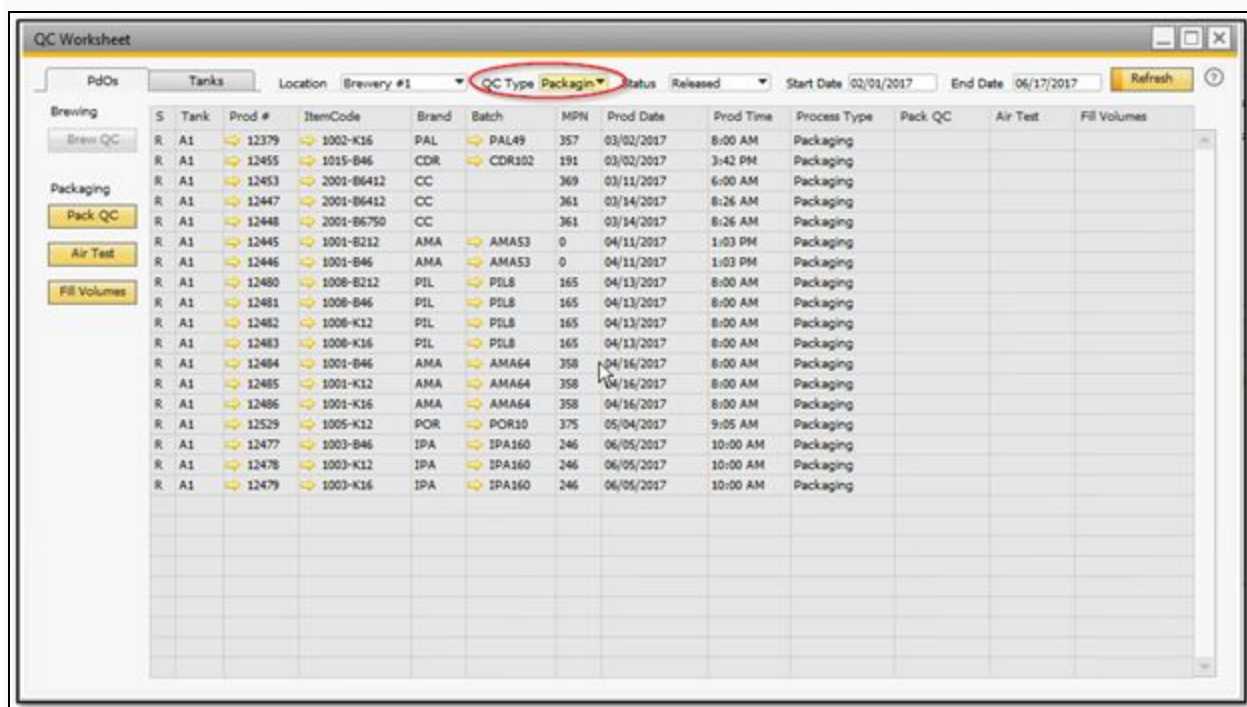 QC Worksheet
PdOs Tanks Location Brewery #1 QC Type Packagin Status Released Start Date 02/01/2017 End Date 06/17/2017 Refresh ?
Brewing
Brew QC
Packaging
Pack QC
Air Test
Fill Volumes
S Tank Prod # ItemCode Brand Batch MPN Prod Date Prod Time Process Type Pack QC Air Test Fill Volumes
R A1 12379 1002-K16 PAL PAL49 357 03/02/2017 8:00 AM Packaging
R A1 12455 1015-B46 CDR CDR102 191 03/02/2017 3:42 PM Packaging
R A1 12453 2001-B6412 CC 369 03/11/2017 6:00 AM Packaging
R A1 12447 2001-B6412 CC 361 03/14/2017 8:26 AM Packaging
R A1 12448 2001-B6750 CC 361 03/14/2017 8:26 AM Packaging
R A1 12445 1001-B212 AMA AMA53 0 04/11/2017 1:03 PM Packaging
R A1 12446 1001-B46 AMA AMA53 0 04/11/2017 1:03 PM Packaging
R A1 12480 1008-B212 PIL PIL8 165 04/13/2017 8:00 AM Packaging
R A1 12481 1008-B46 PIL PIL8 165 04/13/2017 8:00 AM Packaging
R A1 12482 1008-K12 PIL PIL8 165 04/13/2017 8:00 AM Packaging
R A1 12483 1008-K16 PIL PIL8 165 04/13/2017 8:00 AM Packaging
R A1 12484 1001-B46 AMA AMA64 358 04/16/2017 8:00 AM Packaging
R A1 12485 1001-K12 AMA AMA64 358 04/16/2017 8:00 AM Packaging
R A1 12486 1001-K16 AMA AMA64 358 04/16/2017 8:00 AM Packaging
R A1 12529 1005-K12 POR POR10 375 05/04/2017 9:05 AM Packaging
R A1 12477 1003-B46 IPA IPA160 246 06/05/2017 10:00 AM Packaging
R A1 12478 1003-K12 IPA IPA160 246 06/05/2017 10:00 AM Packaging
R A1 12479 1003-K16 IPA IPA160 246 06/05/2017 10:00 AM Packaging